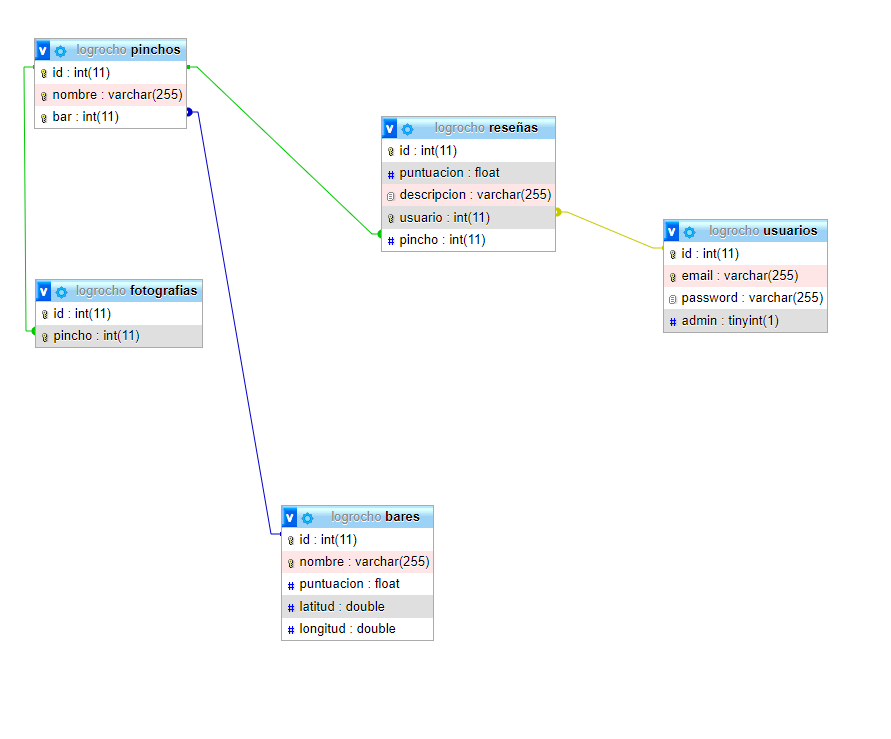 v logrocho pinchos
id : int(11)
nombre : varchar(255)
bar : int(11)
v logrocho reseñas
id : int(11)
# puntuacion : float
descripcion : varchar(255)
usuario : int(11)
# pincho : int(11)
v logrocho usuarios
id : int(11)
email : varchar(255)
password : varchar(255)
# admin : tinyint(1)
v logrocho fotografias
id : int(11)
pincho : int(11)
v logrocho bares
id : int(11)
nombre : varchar(255)
# puntuacion : float
# latitud : double
# longitud : double